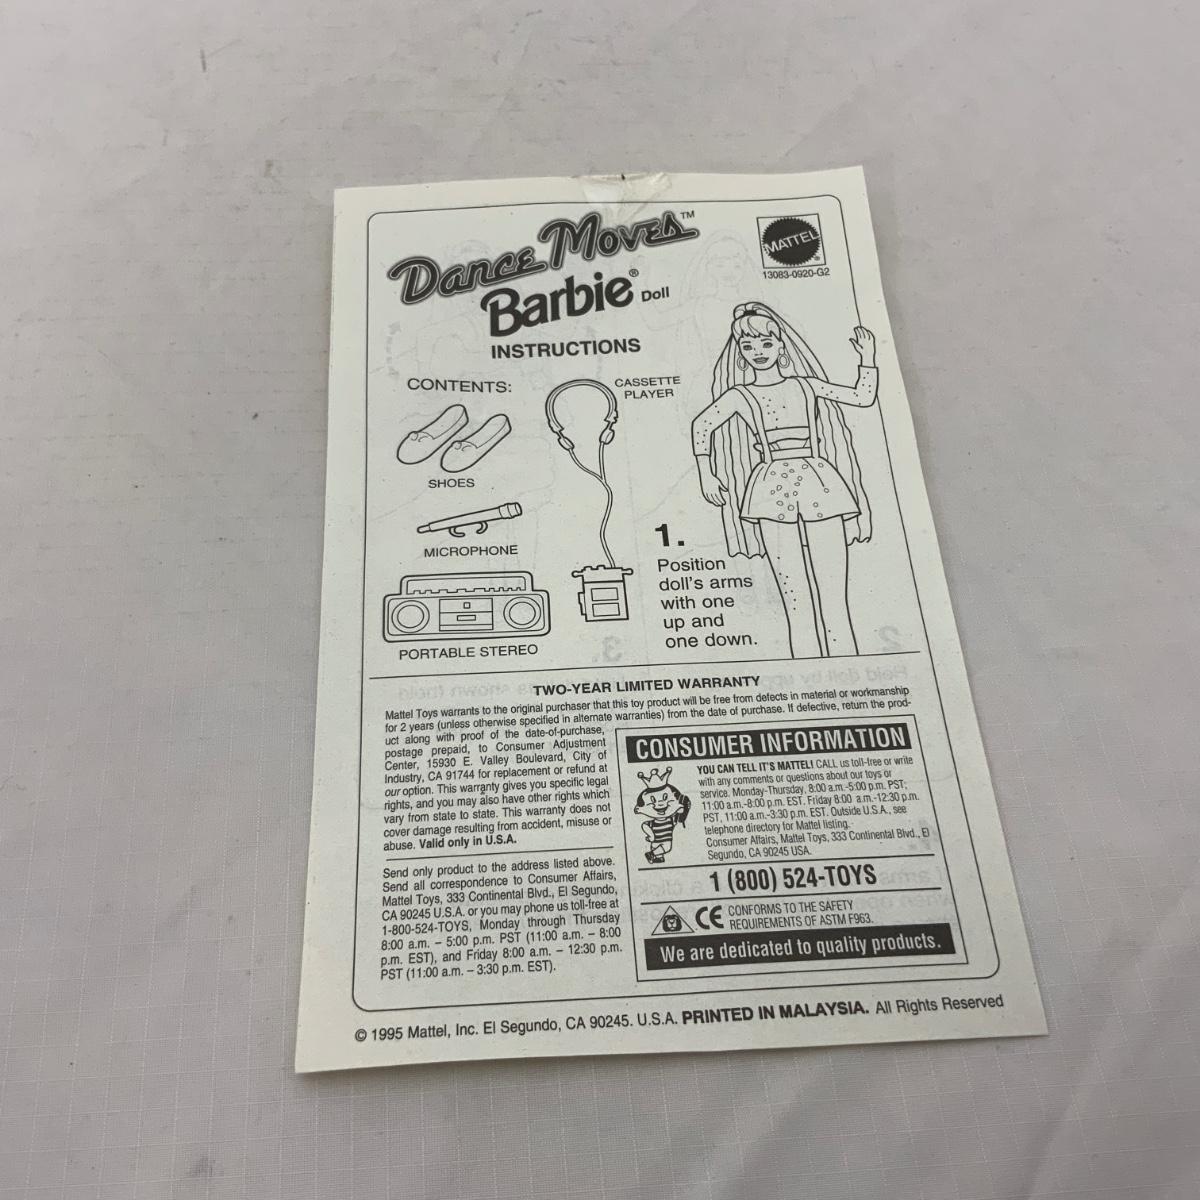 Dance Moves™
Barbie® Doll
MATTEL®
13083-0920-G2
INSTRUCTIONS
CONTENTS:
SHOES
CASSETTE
PLAYER
MICROPHONE
PORTABLE STEREO
1.
Position
doll's arms
with one
up and
one down.
TWO-YEAR LIMITED WARRANTY
Mattel Toys warrants to the original purchaser that this toy product will be free from defects in material or workmanship
for 2 years (unless otherwise specified in alternate warranties) from the date of purchase. If defective, return the prod-
uct along with proof of the date-of-purchase,
postage prepaid, to Consumer Adjustment
Center, 15930 E. Valley Boulevard, City of
Industry, CA 91744 for replacement or refund at
our option. This warranty gives you specific legal
rights, and you may also have other rights which
vary from state to state. This warranty does not
cover damage resulting from accident, misuse or
abuse. Valid only in U.S.A.
Send only product to the address listed above.
Send all correspondence to Consumer Affairs,
Mattel Toys, 333 Continental Blvd., El Segundo,
CA 90245 U.S.A. or you may phone us toll-free at
1-800-524-TOYS, Monday through Thursday
8:00 a.m. – 5:00 p.m. PST (11:00 a.m. – 8:00
p.m. EST), and Friday 8:00 a.m. – 12:30 p.m.
PST (11:00 a.m. – 3:30 p.m. EST).
CONSUMER INFORMATION
YOU CAN TELL IT'S MATTEL! CALL us toll-free or write
with any comments or questions about our toys or
service. Monday-Thursday, 8:00 a.m.-5:00 p.m. PST;
11:00 a.m.-8:00 p.m. EST. Friday 8:00 a.m.-12:30 p.m.
PST, 11:00 a.m.-3:30 p.m. EST. Outside U.S.A., see
telephone directory for Mattel listing.
Consumer Affairs, Mattel Toys, 333 Continental Blvd., El
Segundo, CA 90245 USA.
1 (800) 524-TOYS
CE CONFORMS TO THE SAFETY
REQUIREMENTS OF ASTM F963.
We are dedicated to quality products.
© 1995 Mattel, Inc. El Segundo, CA 90245. U.S.A. PRINTED IN MALAYSIA. All Rights Reserved